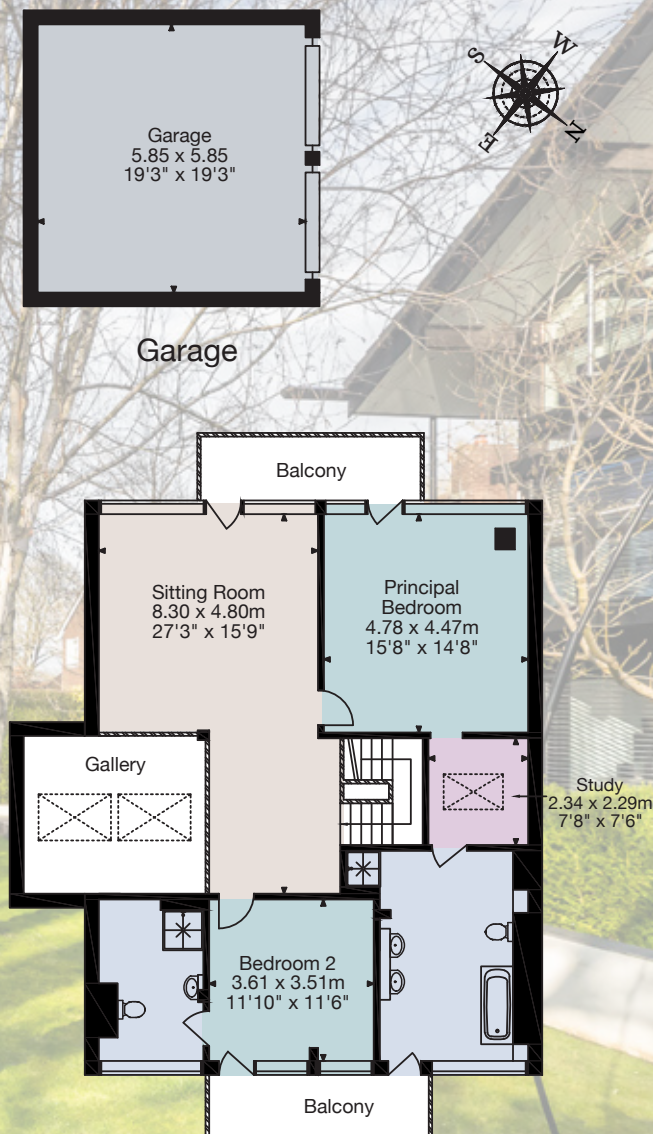 Garage
5.85 x 5.85
19'3" x 19'3"
S
W
E
N
Garage
Balcony
Sitting Room
8.30 x 4.80m
27'3" x 15'9"
Principal
Bedroom
4.78 x 4.47m
15'8" x 14'8"
Gallery
Study
2.34 x 2.29m
7'8" x 7'6"
Bedroom 2
3.61 x 3.51m
11'10" x 11'6"
Balcony